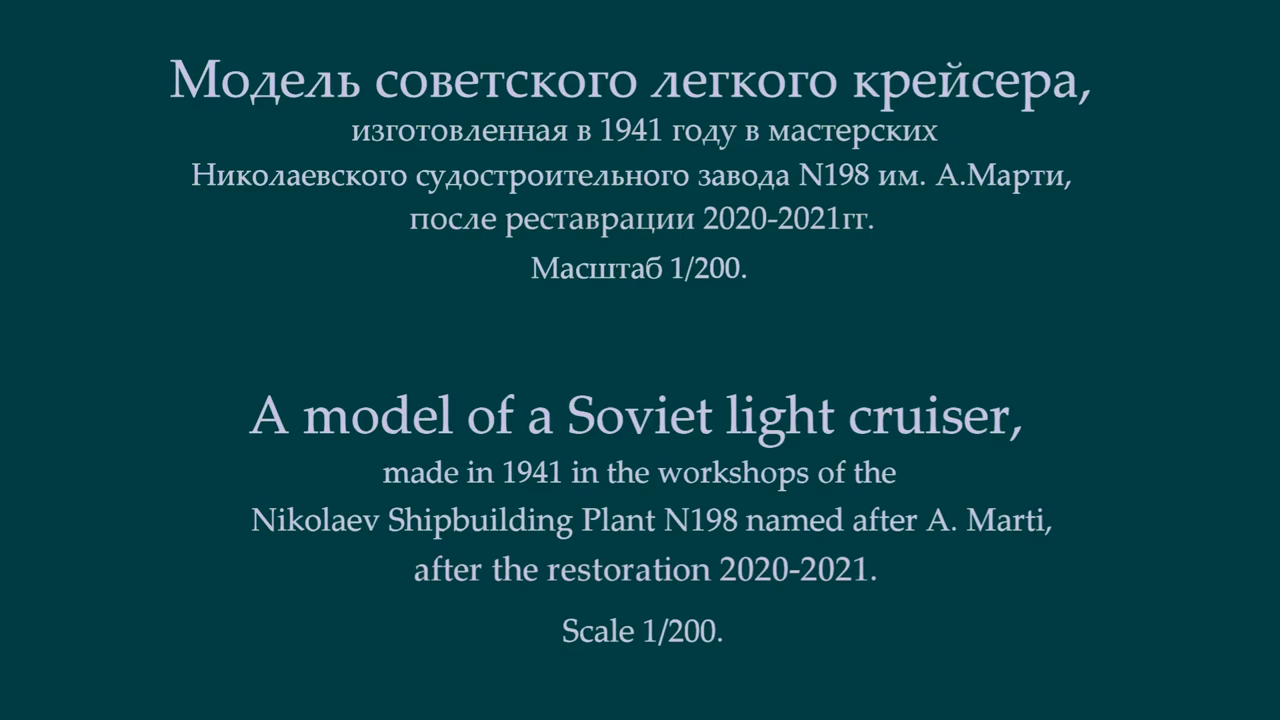 Модель советского легкого крейсера,
изготовленная в 1941 году в мастерских
Николаевского судостроительного завода N198 им. А.Марти,
после реставрации 2020-2021гг.
Масштаб 1/200.
A model of a Soviet light cruiser,
made in 1941 in the workshops of the
Nikolaev Shipbuilding Plant N198 named after A. Marti,
after the restoration 2020-2021.
Scale 1/200.